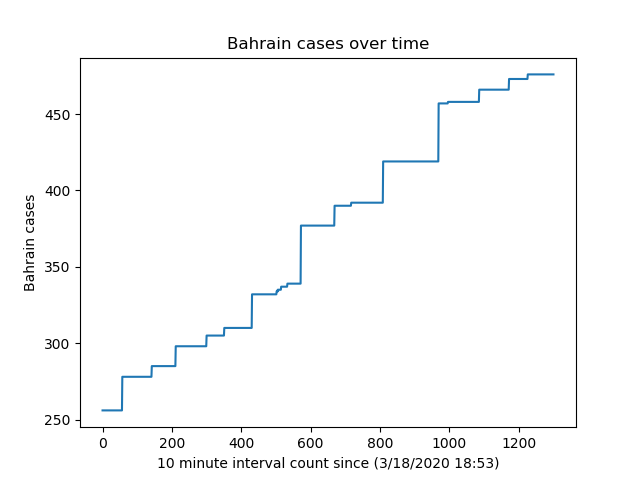 Bahrain cases over time
Bahrain cases
450
400
350
300
250
0 200 400 600 800 1000 1200
10 minute interval count since (3/18/2020 18:53)